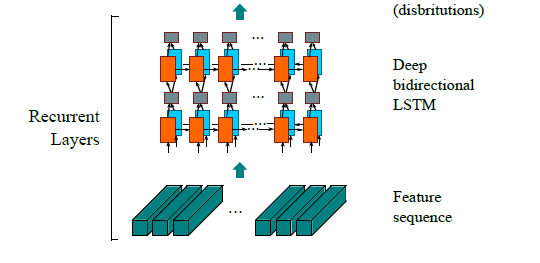 (disbritutions)
Deep
bidirectional
LSTM
Recurrent
Layers
Feature
sequence